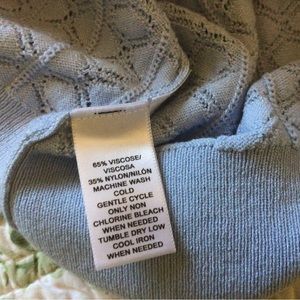 65% VISCOSE/
VISCOSA
35% NYLON/NILÓN
MACHINE WASH
COLD
GENTLE CYCLE
ONLY NON
CHLORINE BLEACH
WHEN NEEDED
TUMBLE DRY LOW
COOL IRON
WHEN NEEDED